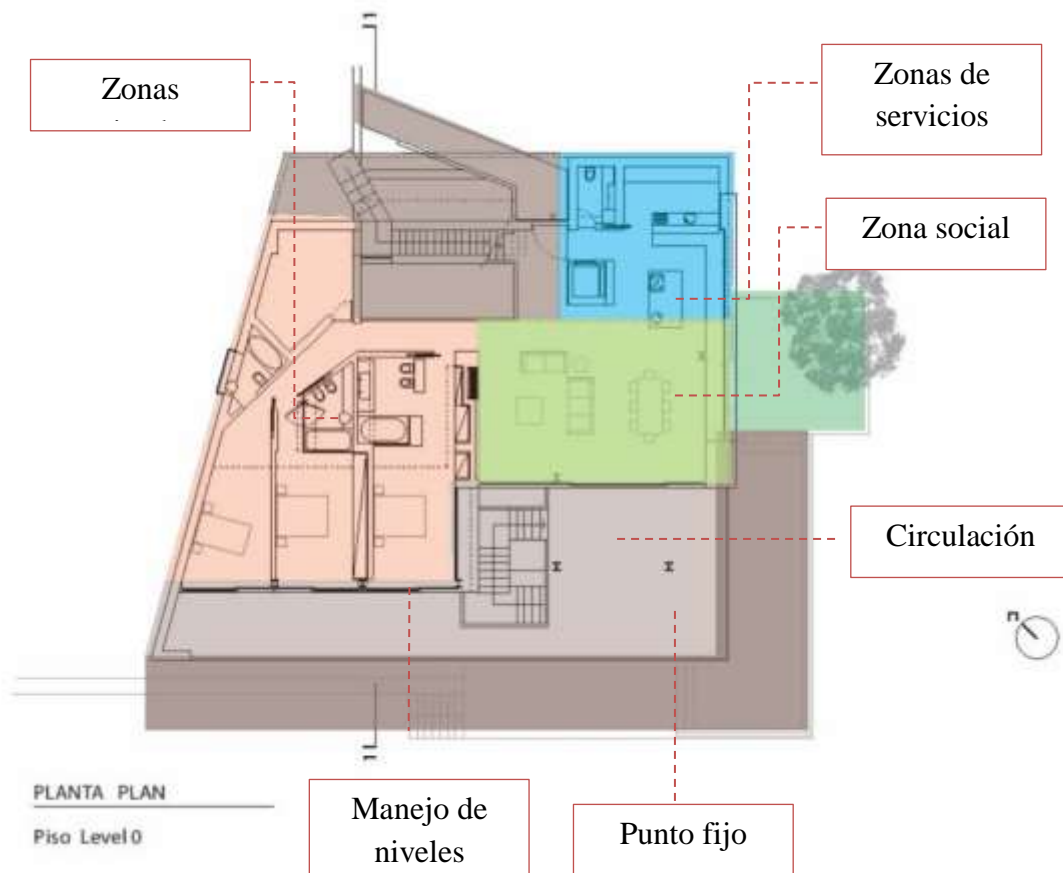 Zonas
Zonas de
servicios
Zona social
Circulación
PLANTA PLAN
Piso Level 0
Manejo de
niveles
Punto fijo